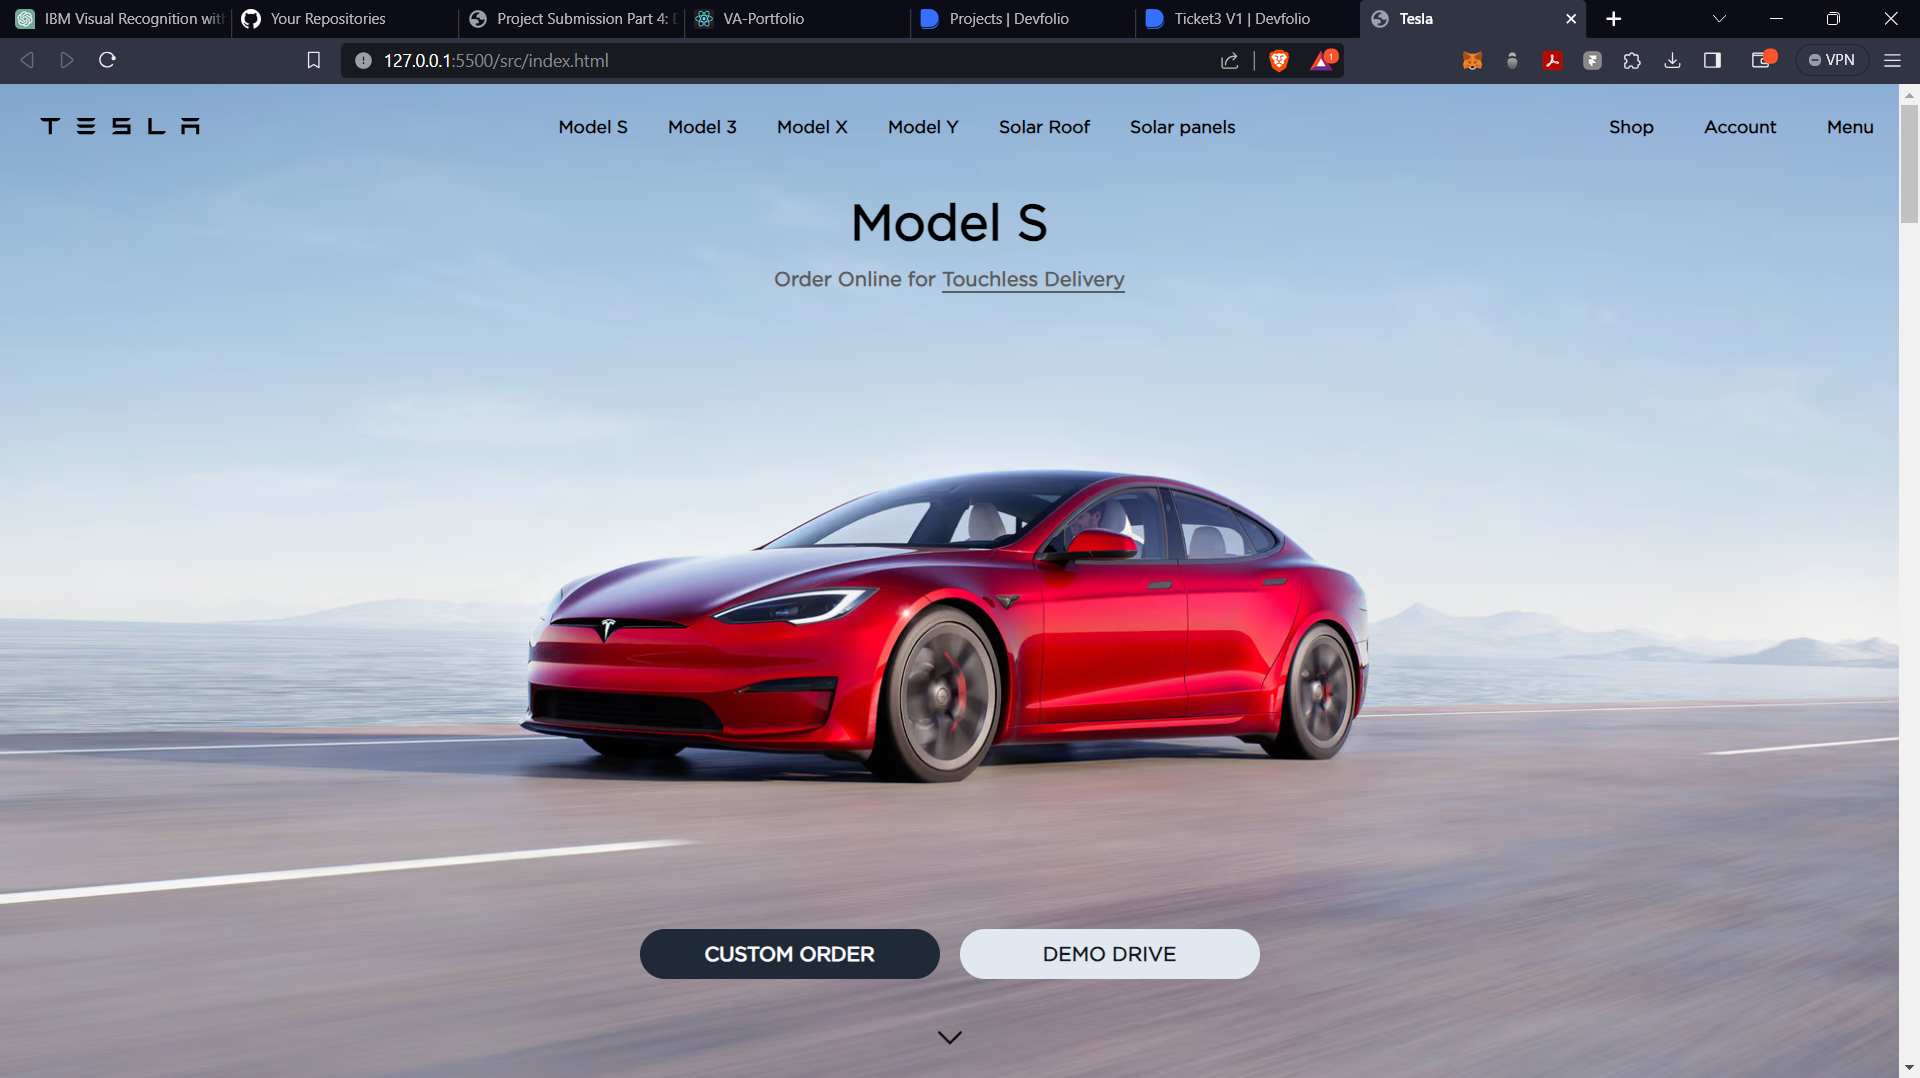 IBM Visual Recognition with
Your Repositories
Project Submission Part 4:
VA-Portfolio
Projects | Devfolio
Ticket3 V1 | Devfolio
Tesla
127.0.0.1:5500/src/index.html
1
VPN
TESLA
Model S
Model 3
Model X
Model Y
Solar Roof
Solar panels
Shop
Account
Menu
Model S
Order Online for Touchless Delivery
CUSTOM ORDER
DEMO DRIVE